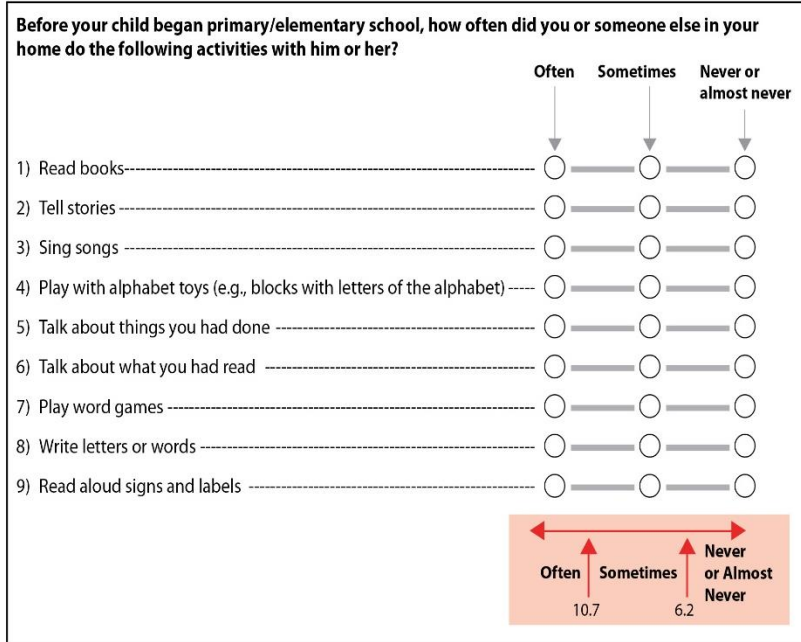 Before your child began primary/elementary school, how often did you or someone else in your
home do the following activities with him or her?
Often Sometimes Never or
almost never
1) Read books
2) Tell stories
3) Sing songs
4) Play with alphabet toys (e.g., blocks with letters of the alphabet)
5) Talk about things you had done
6) Talk about what you had read
7) Play word games
8) Write letters or words
9) Read aloud signs and labels
Often Sometimes Never
or Almost
Never
10.7 6.2